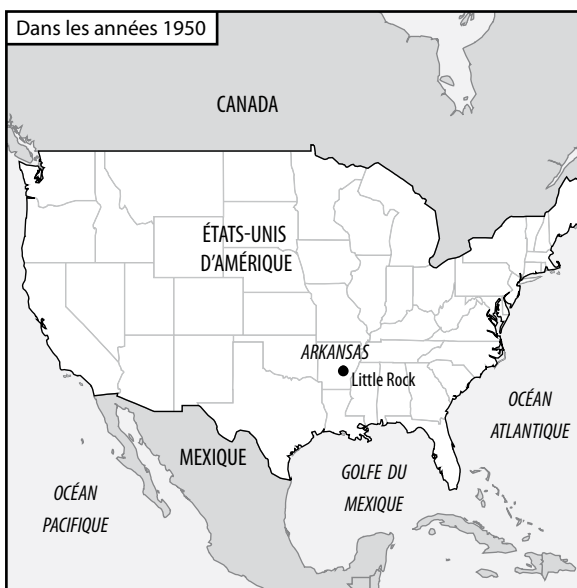 Dans les années 1950
CANADA
ÉTATS-UNIS
D'AMÉRIQUE
ARKANSAS
Little Rock
OCÉAN
ATLANTIQUE
MEXIQUE
GOLFE DU
MEXIQUE
OCÉAN
PACIFIQUE